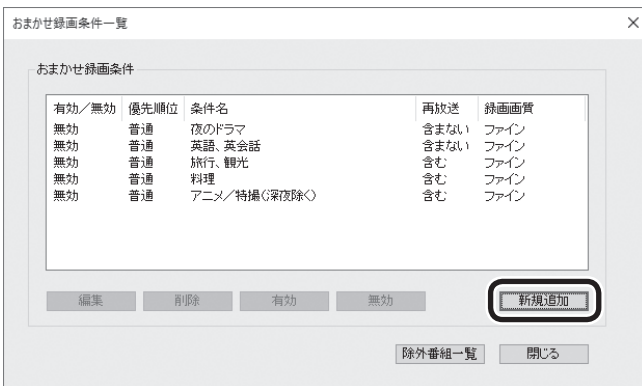 おまかせ録画条件一覧
おまかせ録画条件
有効／無効 優先順位 条件名 再放送 録画画質
無効 普通 夜のドラマ 含まない ファイン
無効 普通 英語、英会話 含まない ファイン
無効 普通 旅行、観光 含む ファイン
無効 普通 料理 含む ファイン
無効 普通 アニメ／特撮(深夜除く) 含む ファイン
編集 削除 有効 無効 新規追加
除外番組一覧 閉じる